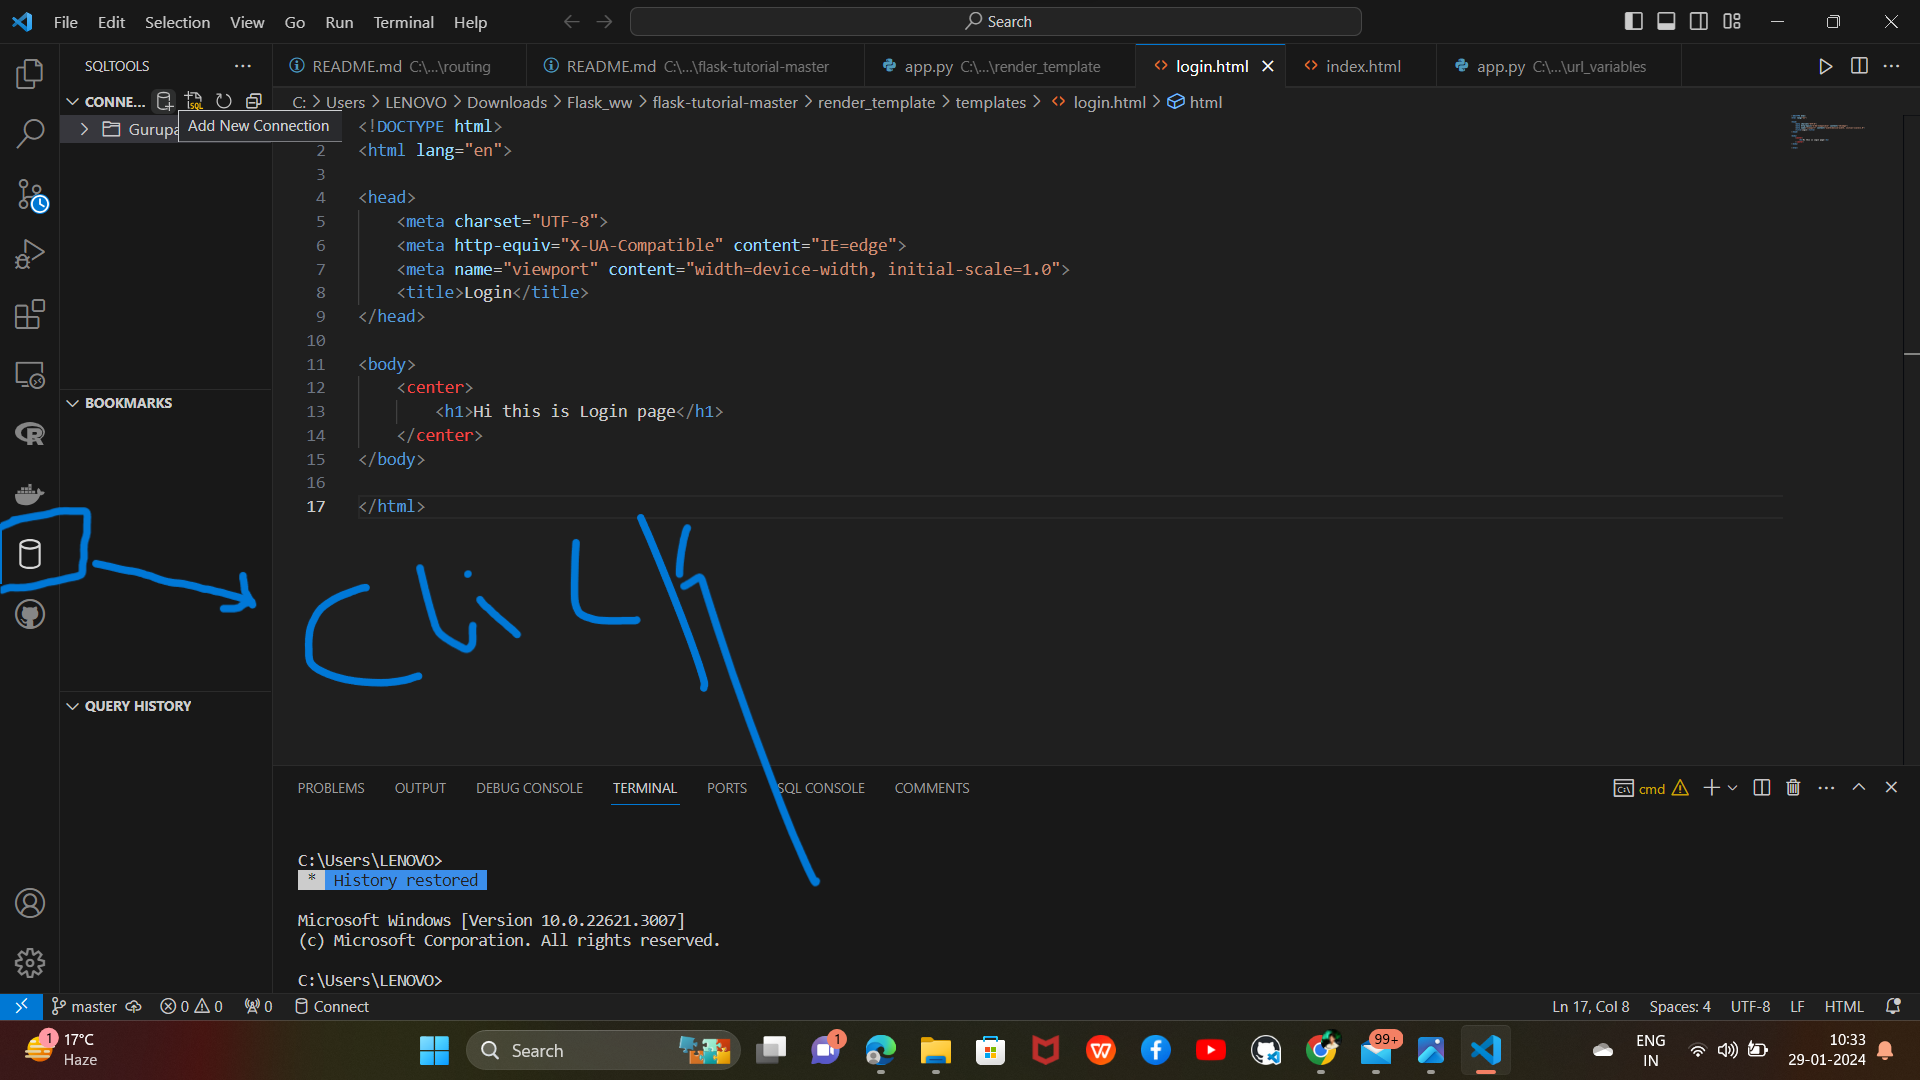 File Edit Selection View Go Run Terminal Help
Search
SQLTOOLS
README.md C:\...\routing
README.md C:\...\flask-tutorial-master
app.py C:\...\render_template
login.html
index.html
app.py C:\...\url_variables
CONNE...
SQL
C: > Users > LENOVO > Downloads > Flask_ww > flask-tutorial-master > render_template > templates > <> login.html > html
Gurupa
Add New Connection
<!DOCTYPE html>
2 <html lang="en">
3
4 <head>
5 <meta charset="UTF-8">
6 <meta http-equiv="X-UA-Compatible" content="IE=edge">
7 <meta name="viewport" content="width=device-width, initial-scale=1.0">
8 <title>Login</title>
9 </head>
10
11 <body>
12 <center>
13 <h1>Hi this is Login page</h1>
14 </center>
15 </body>
16
17 </html>
BOOKMARKS
QUERY HISTORY
PROBLEMS OUTPUT DEBUG CONSOLE TERMINAL PORTS SQL CONSOLE COMMENTS
cmd
C:\Users\LENOVO>
* History restored
Microsoft Windows [Version 10.0.22621.3007]
(c) Microsoft Corporation. All rights reserved.
C:\Users\LENOVO>
master 0 0 0 Connect
Ln 17, Col 8 Spaces: 4 UTF-8 LF HTML
1 17°C
Haze
Search
1
99+
ENG
IN
10:33
29-01-2024